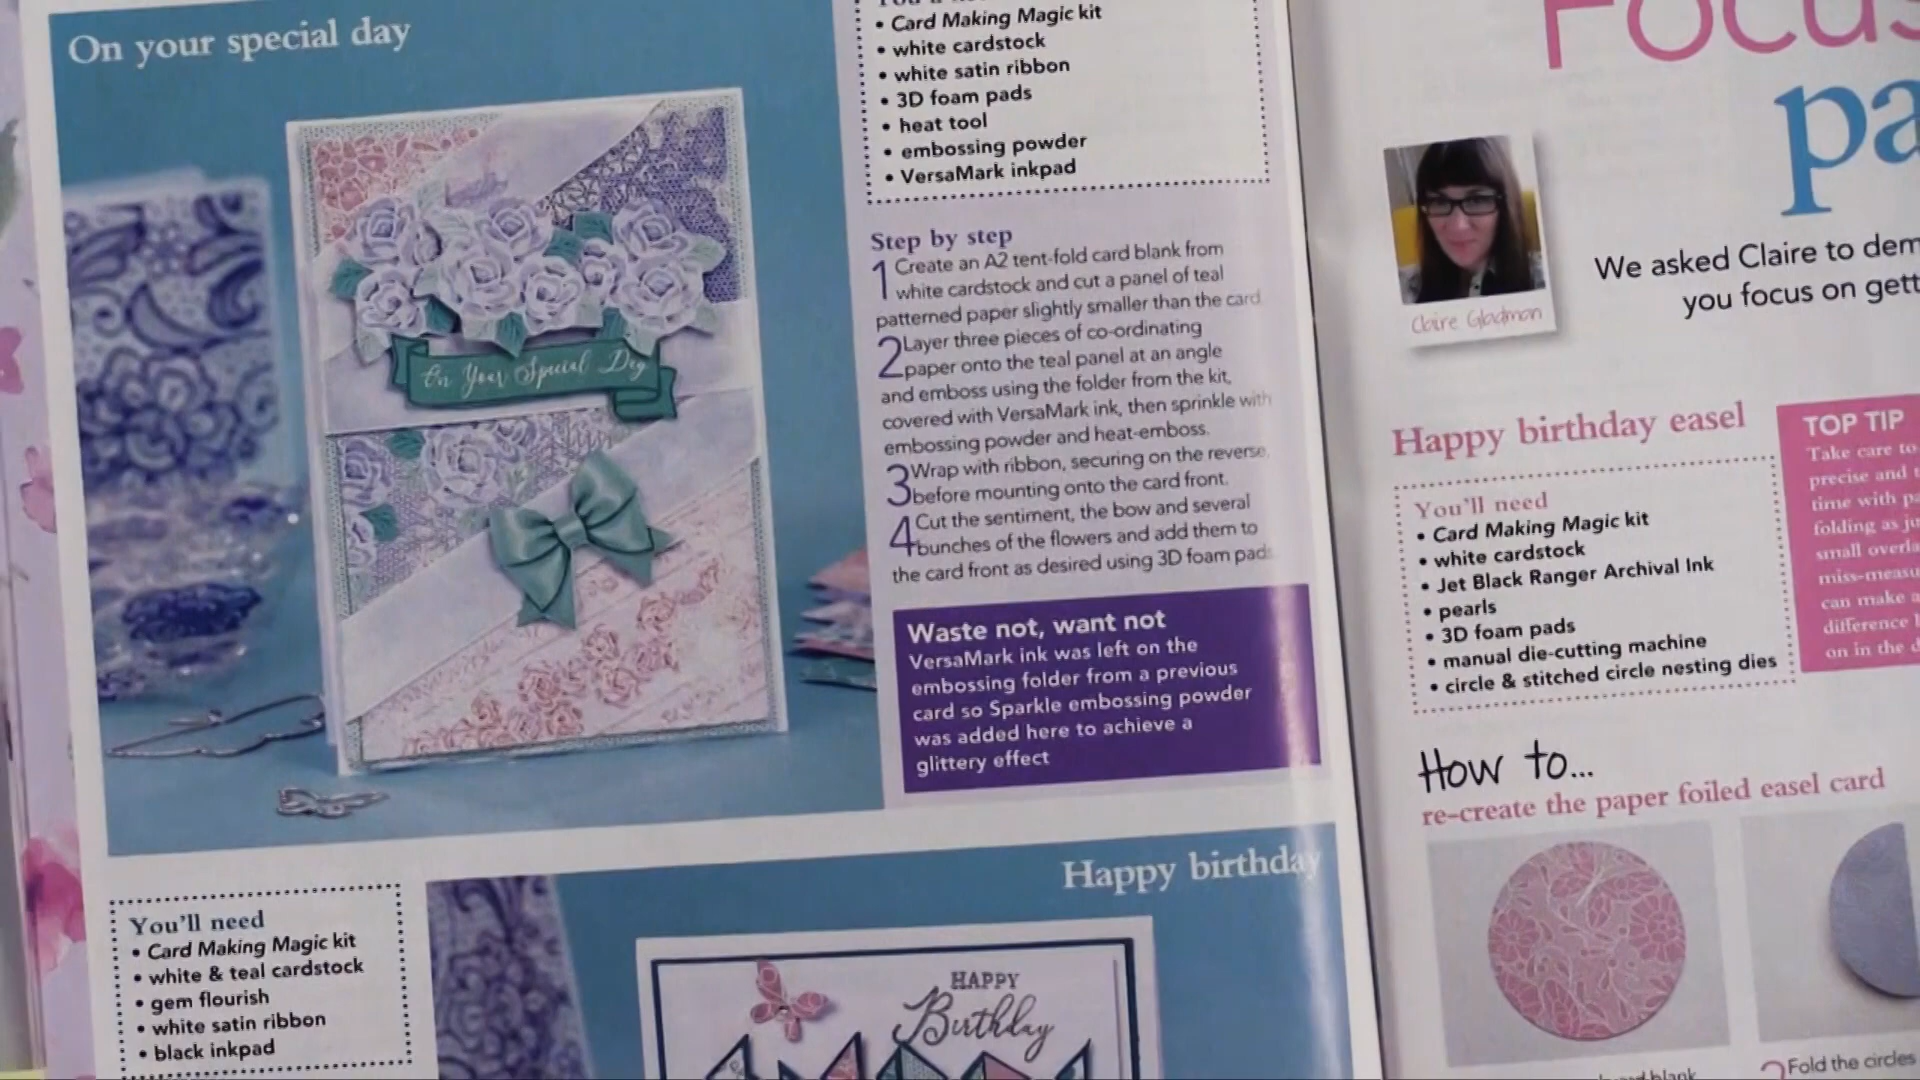 On your special day
On Your Special Day
• Card Making Magic kit
• white cardstock
• white satin ribbon
• 3D foam pads
• heat tool
• embossing powder
• VersaMark inkpad
Step by step
1 Create an A2 tent-fold card blank from
white cardstock and cut a panel of teal
patterned paper slightly smaller than the card
2 Layer three pieces of co-ordinating
paper onto the teal panel at an angle
and emboss using the folder from the kit,
covered with VersaMark ink, then sprinkle with
embossing powder and heat-emboss.
3 Wrap with ribbon, securing on the reverse,
before mounting onto the card front.
4 Cut the sentiment, the bow and several
bunches of the flowers and add them to
the card front as desired using 3D foam pads
Waste not, want not
VersaMark ink was left on the
embossing folder from a previous
card so Sparkle embossing powder
was added here to achieve a
glittery effect
You'll need
• Card Making Magic kit
• white & teal cardstock
• gem flourish
• white satin ribbon
• black inkpad
Happy birthday
HAPPY
Birthday
Focus
pa
Claire Gladman
We asked Claire to dem
you focus on gett
Happy birthday easel
You'll need
• Card Making Magic kit
• white cardstock
• Jet Black Ranger Archival Ink
• pearls
• 3D foam pads
• manual die-cutting machine
• circle & stitched circle nesting dies
TOP TIP
Take care to
precise and
time with pa
folding as ju
small overla
miss-measu
can make a
difference
on in the
How to...
re-create the paper foiled easel card
blank
2 Fold the circles